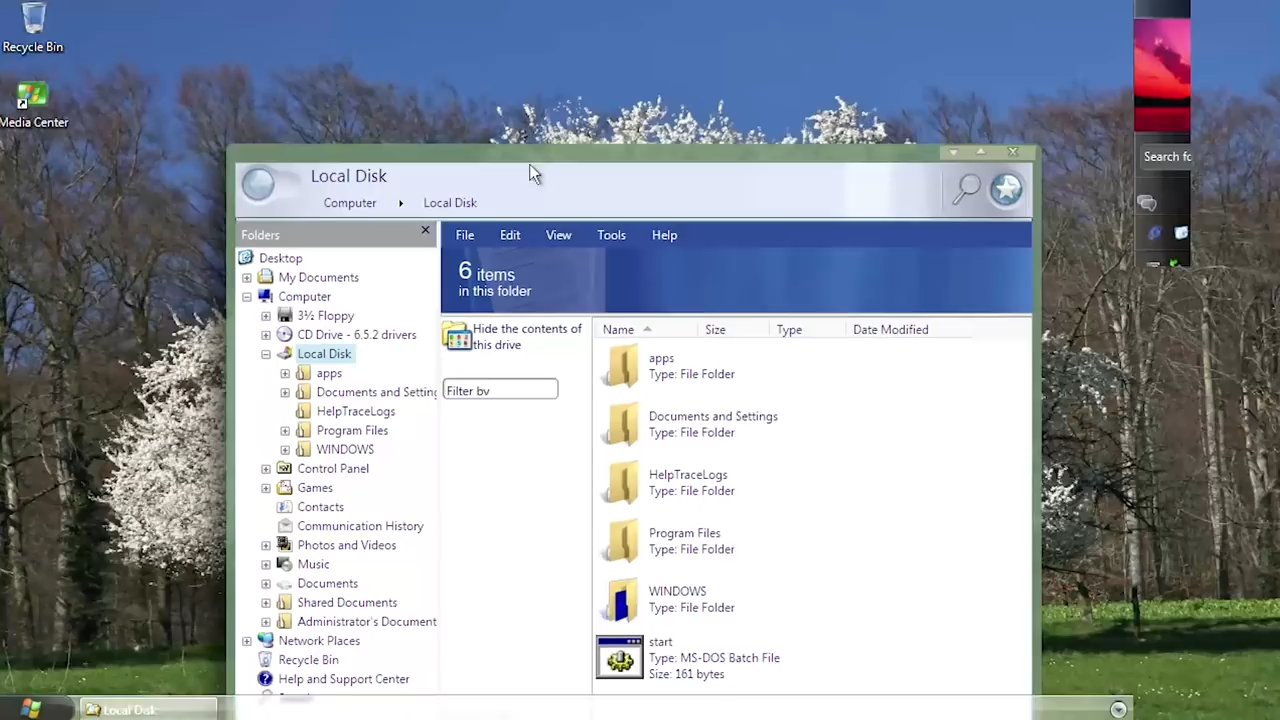 Recycle Bin
Media Center
Search fo
Local Disk
Computer
Local Disk
Folders
File Edit View Tools Help
6 items
in this folder
Desktop
My Documents
Computer
3½ Floppy
CD Drive - 6.5.2 drivers
Local Disk
apps
Documents and Setting
HelpTraceLogs
Program Files
WINDOWS
Control Panel
Games
Contacts
Communication History
Photos and Videos
Music
Documents
Shared Documents
Administrator's Document
Network Places
Recycle Bin
Help and Support Center
Hide the contents of
this drive
Filter by
Name Size Type Date Modified
apps
Type: File Folder
Documents and Settings
Type: File Folder
HelpTraceLogs
Type: File Folder
Program Files
Type: File Folder
WINDOWS
Type: File Folder
start
Type: MS-DOS Batch File
Size: 161 bytes
Local Disk